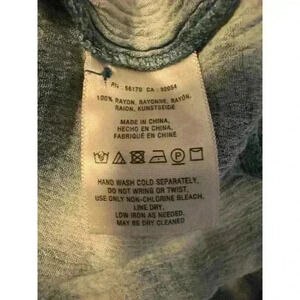 RN : 56170 CA : 30054
100% RAYON, RAYONNE, RAYÓN,
RAION, KUNSTSEIDE
MADE IN CHINA,
HECHO EN CHINA,
FABRIQUÉ EN CHINE
HAND WASH COLD SEPARATELY,
DO NOT WRING OR TWIST,
USE ONLY NON-CHLORINE BLEACH,
LINE DRY,
LOW IRON AS NEEDED,
MAY BE DRY CLEANED